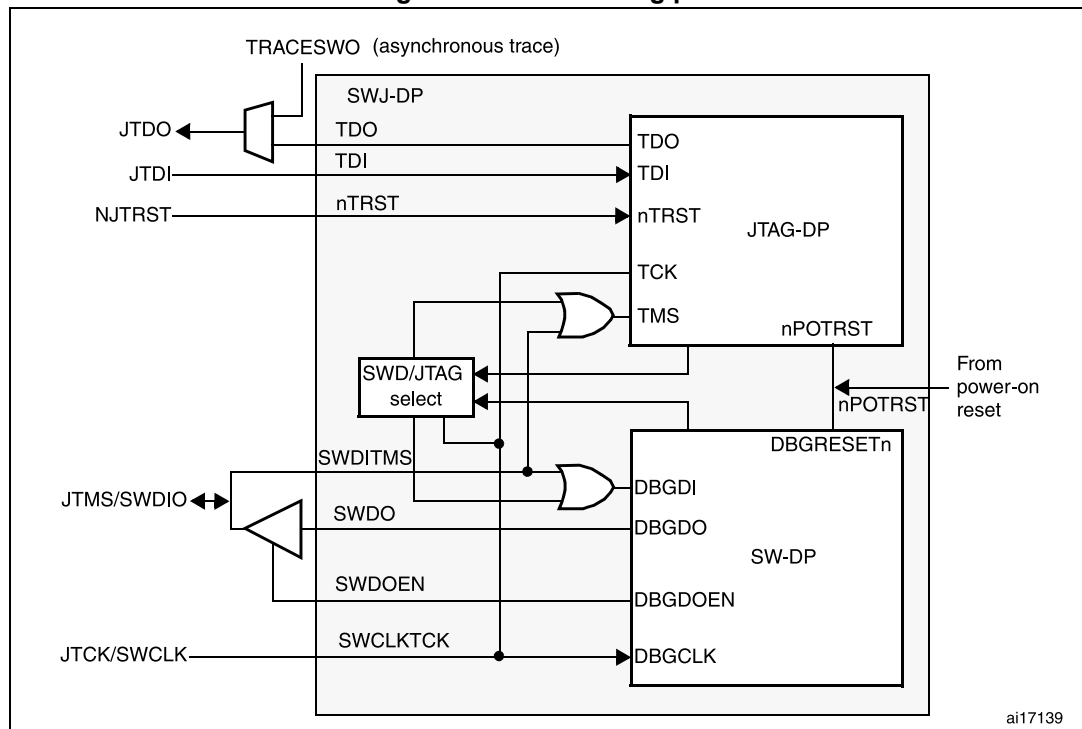 TRACESWO (asynchronous trace)
SWJ-DP
JTDO
TDO
TDO
JTDI
TDI
TDI
NJTRST
nTRST
nTRST
JTAG-DP
TCK
TMS
nPOTRST
SWD/JTAG
select
From
power-on
reset
nPOTRST
DBGRESETn
SWDITMS
DBGDI
JTMS/SWDIO
SWDO
DBGDO
SW-DP
SWDOEN
DBGDOEN
SWCLKTCK
JTCK/SWCLK
DBGCLK
ai17139